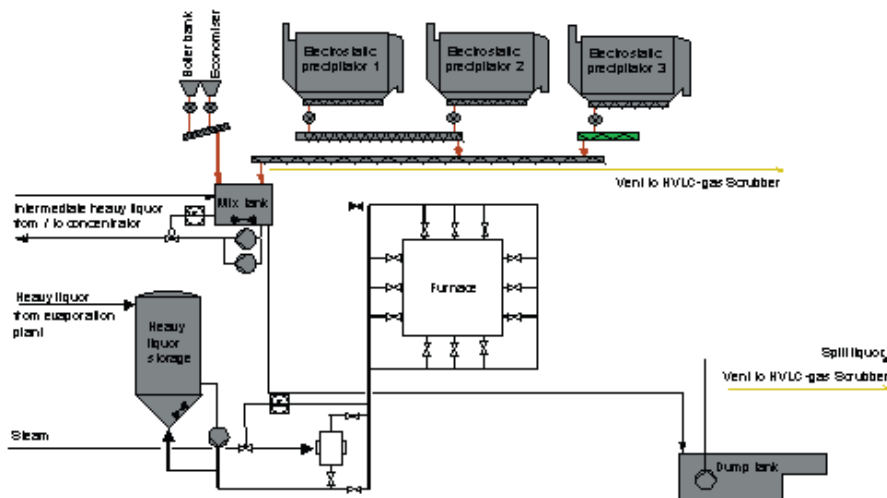 Boiler bank
Economiser
Electrostatic
precipitator 1
Electrostatic
precipitator 2
Electrostatic
precipitator 3
Vent to HVLC-gas Scrubber
Mix tank
Intermediate heavy liquor
from / to concentrator
Furnace
Heavy liquor
from evaporation
plant
Heavy
liquor
storage
Spill liquor
Vent to HVLC-gas Scrubber
Steam
Dump tank